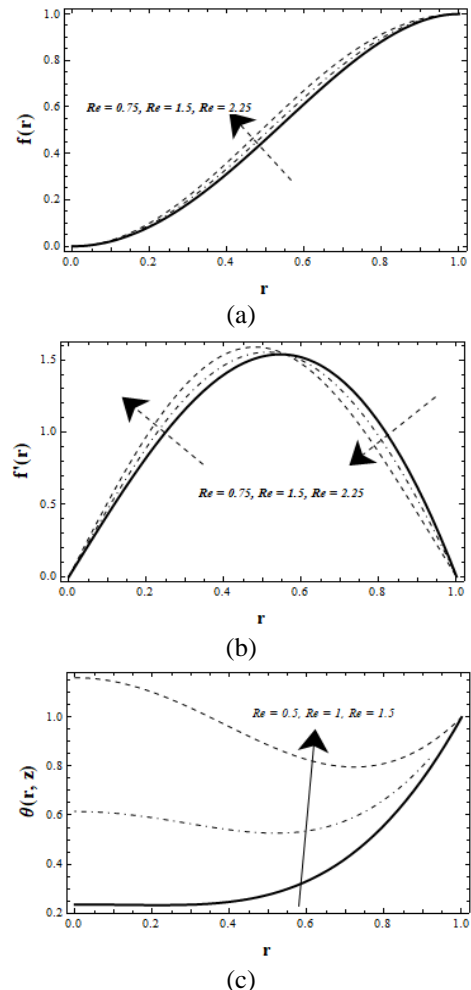 1.0
0.8
0.6
0.4
0.2
0.0
f(r)
Re = 0.75, Re = 1.5, Re = 2.25
0.0 0.2 0.4 0.6 0.8 1.0
r
(a)
1.5
1.0
0.5
0.0
f'(r)
Re = 0.75, Re = 1.5, Re = 2.25
0.0 0.2 0.4 0.6 0.8 1.0
r
(b)
1.0
0.8
0.6
0.4
0.2
θ(r, z)
Re = 0.5, Re = 1, Re = 1.5
0.0 0.2 0.4 0.6 0.8 1.0
r
(c)